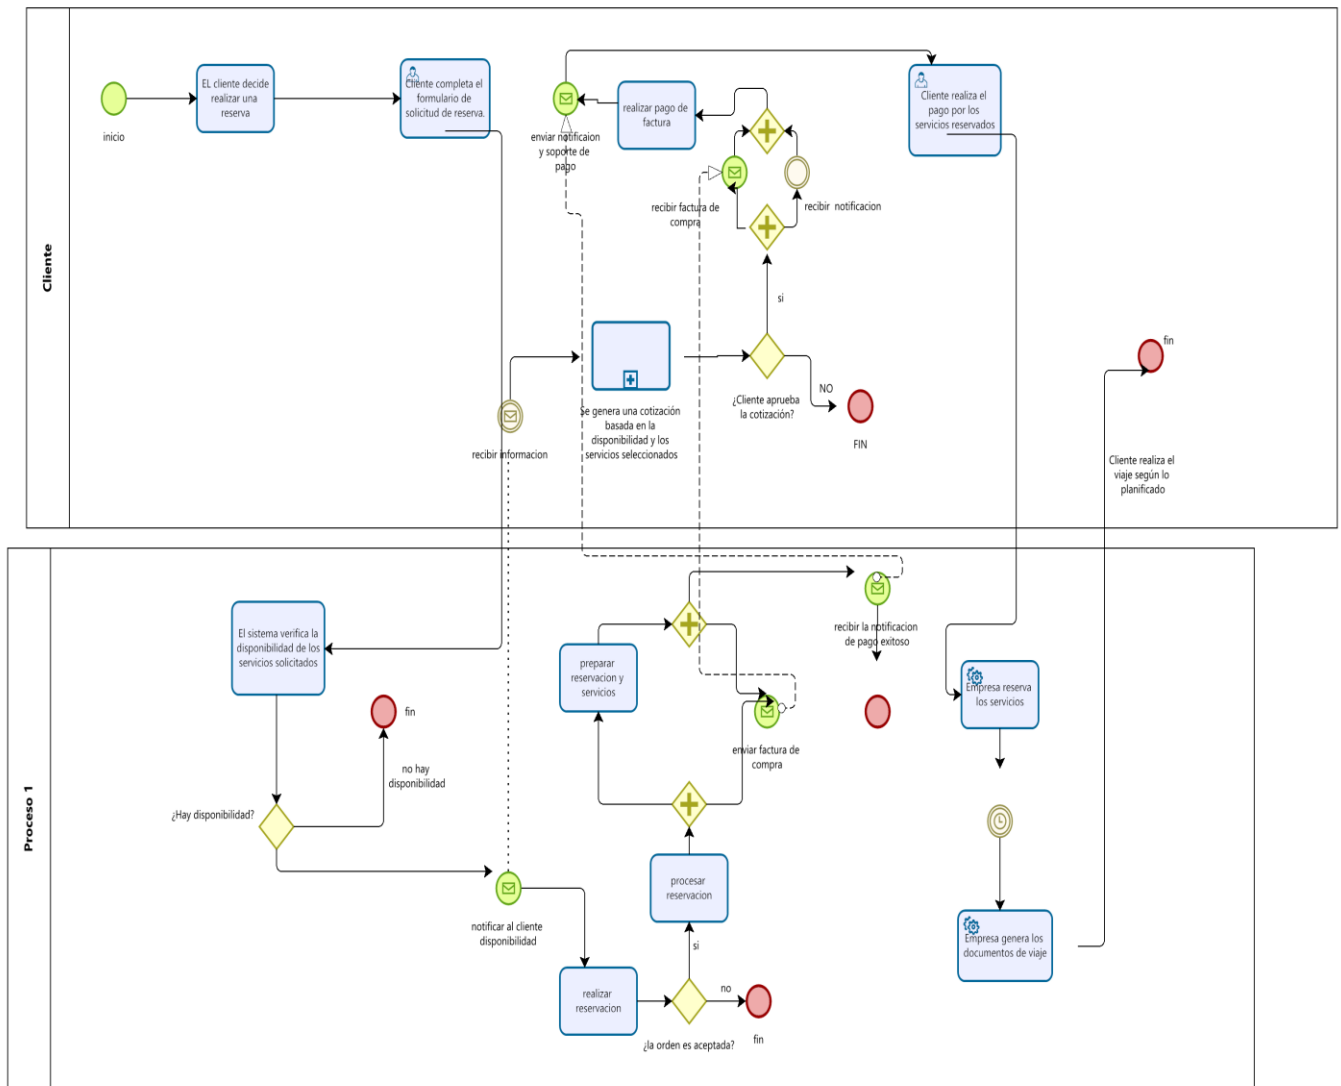 Cliente
inicio
EL cliente decide
realizar una
reserva
Cliente completa el
formulario de
solicitud de reserva.
enviar notificaion
y soporte de
pago
realizar pago de
factura
recibir factura de
compra
recibir notificacion
Cliente realiza el
pago por los
servicios reservados
si
recibir informacion
Se genera una cotización
basada en la
disponibilidad y los
servicios seleccionados
¿Cliente aprueba
la cotización?
NO
FIN
fin
Cliente realiza el
viaje según lo
planificado
Proceso 1
El sistema verifica la
disponibilidad de los
servicios solicitados
¿Hay disponibilidad?
no hay
disponibilidad
fin
notificar al cliente
disponibilidad
realizar
reservacion
¿la orden es aceptada?
no
fin
si
procesar
reservacion
preparar
reservacion y
servicios
enviar factura de
compra
recibir la notificacion
de pago exitoso
Empresa reserva
los servicios
Empresa genera los
documentos de viaje